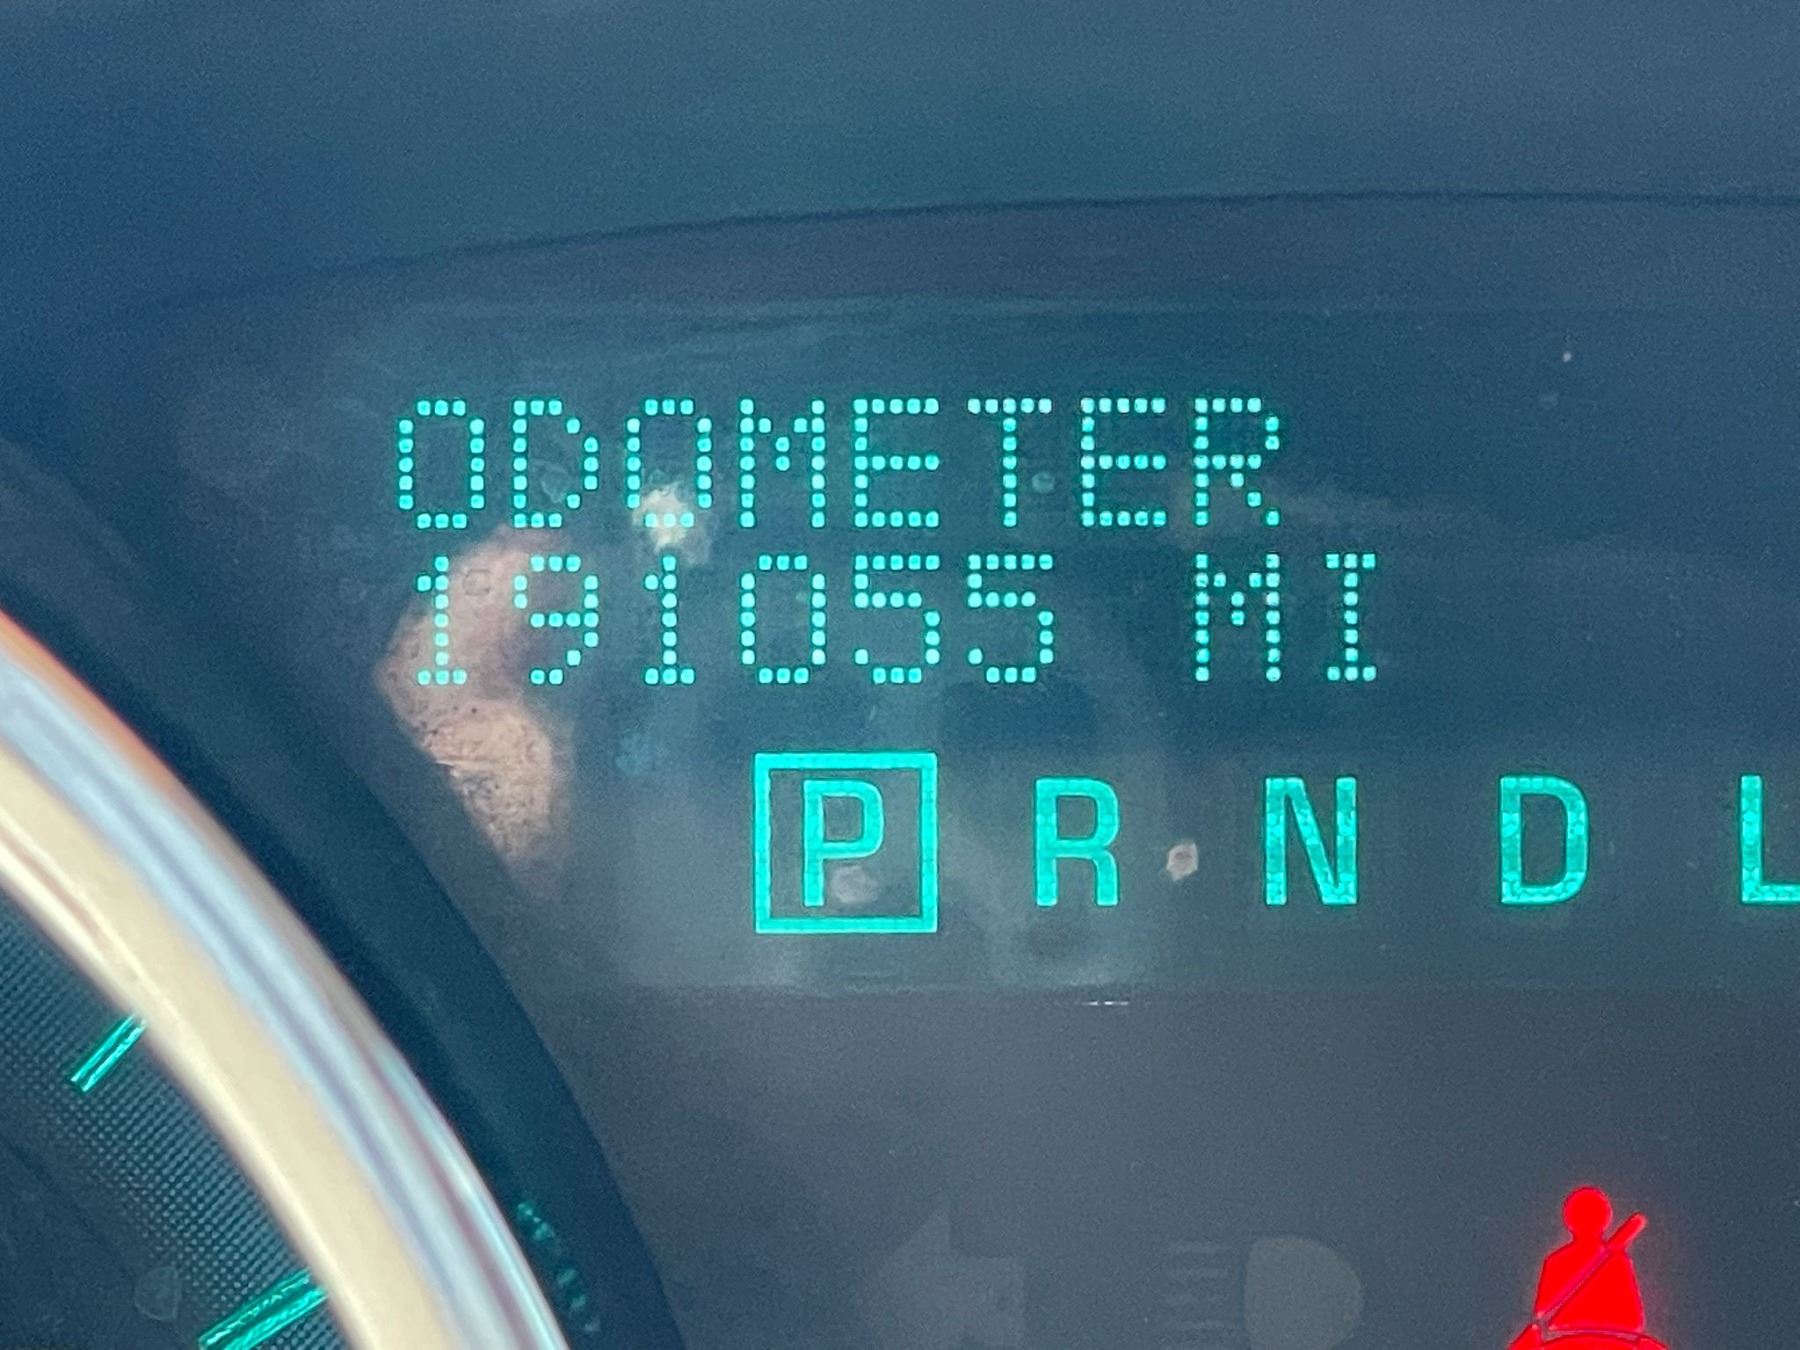 ODOMETER
191055 MI
P R N D L